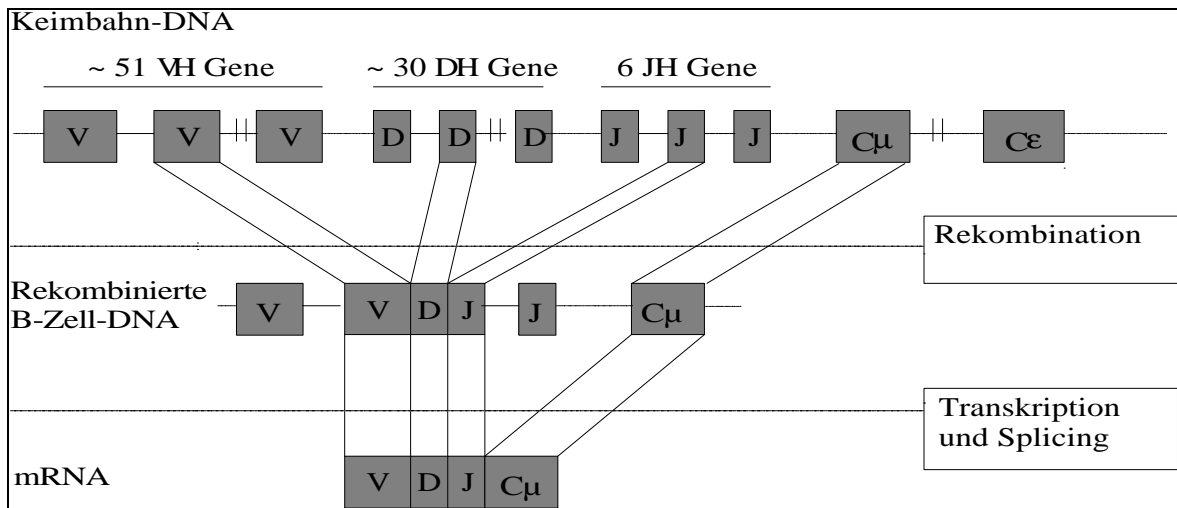 Keimbahn-DNA
~ 51 VH Gene ~ 30 DH Gene 6 JH Gene
V V V D D D J J J Cμ Cε
Rekombination
Rekombinierte
B-Zell-DNA
V V D J J Cμ
Transkription
und Splicing
mRNA
V D J Cμ